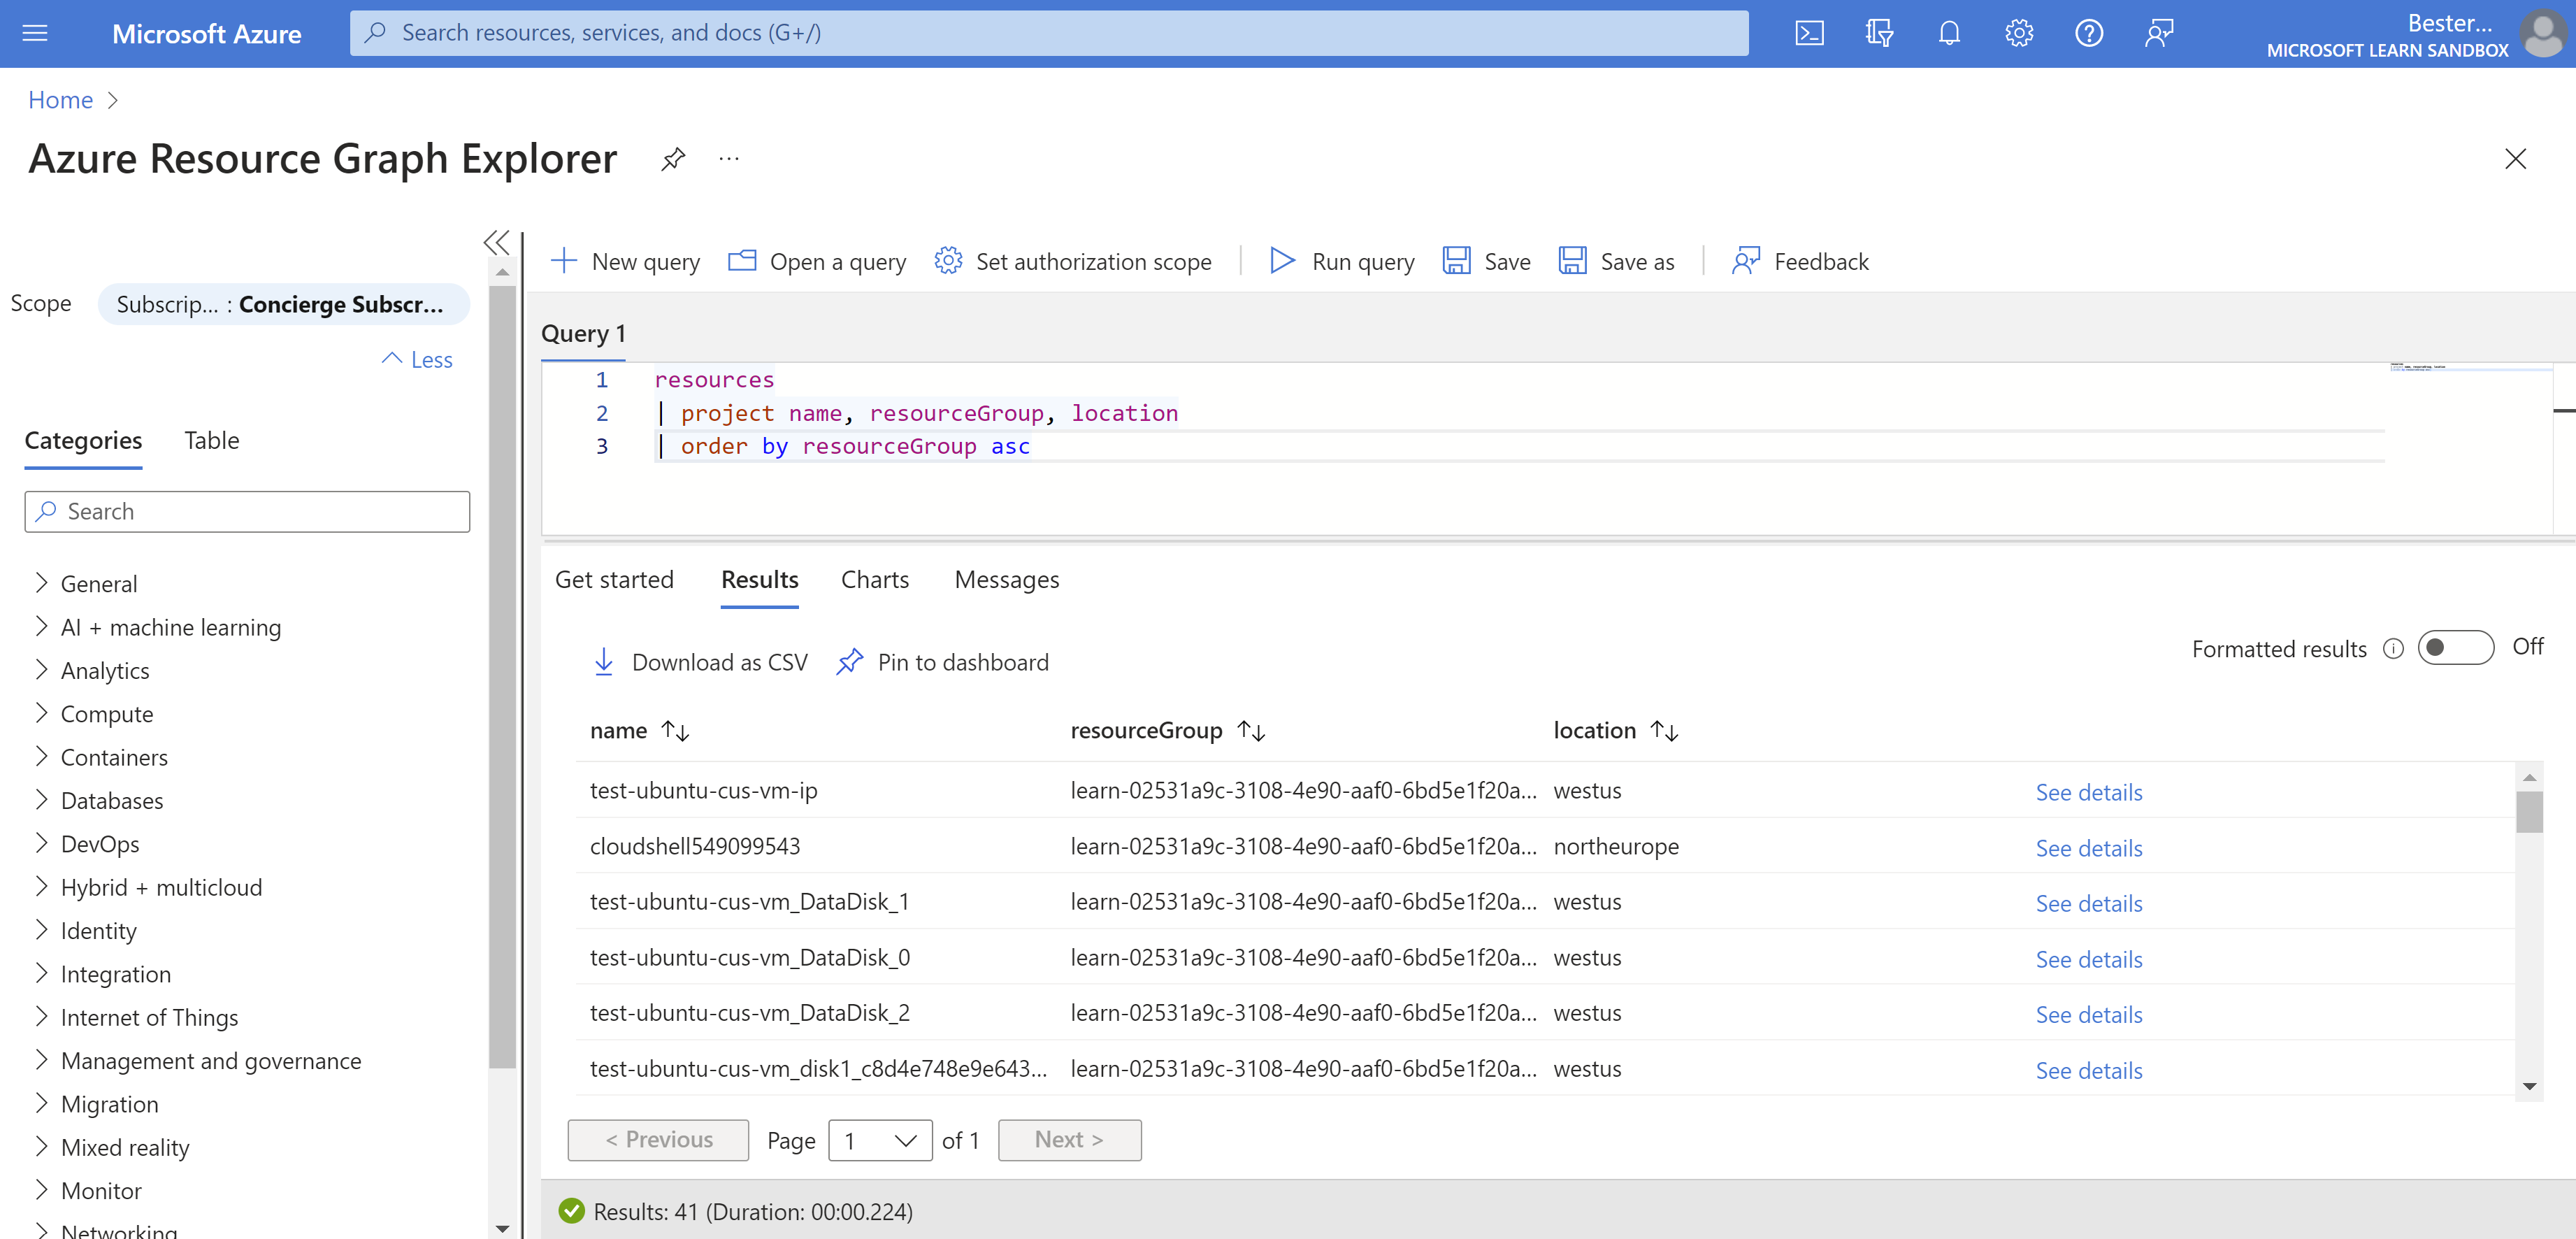 Microsoft Azure
Search resources, services, and docs (G+/)
Bester...
MICROSOFT LEARN SANDBOX
Home
Azure Resource Graph Explorer
...
Scope
Subscrip... : Concierge Subscr...
Less
Categories
Table
Search
General
AI + machine learning
Analytics
Compute
Containers
Databases
DevOps
Hybrid + multicloud
Identity
Integration
Internet of Things
Management and governance
Migration
Mixed reality
Monitor
Networking
New query
Open a query
Set authorization scope
Run query
Save
Save as
Feedback
Query 1
1 resources
2 | project name, resourceGroup, location
3 | order by resourceGroup asc
Get started
Results
Charts
Messages
Download as CSV
Pin to dashboard
Formatted results
Off
name resourceGroup location
test-ubuntu-cus-vm-ip learn-02531a9c-3108-4e90-aaf0-6bd5e1f20a... westus See details
cloudshell549099543 learn-02531a9c-3108-4e90-aaf0-6bd5e1f20a... northeurope See details
test-ubuntu-cus-vm_DataDisk_1 learn-02531a9c-3108-4e90-aaf0-6bd5e1f20a... westus See details
test-ubuntu-cus-vm_DataDisk_0 learn-02531a9c-3108-4e90-aaf0-6bd5e1f20a... westus See details
test-ubuntu-cus-vm_DataDisk_2 learn-02531a9c-3108-4e90-aaf0-6bd5e1f20a... westus See details
test-ubuntu-cus-vm_disk1_c8d4e748e9e643... learn-02531a9c-3108-4e90-aaf0-6bd5e1f20a... westus See details
< Previous Page 1 of 1 Next >
Results: 41 (Duration: 00:00.224)